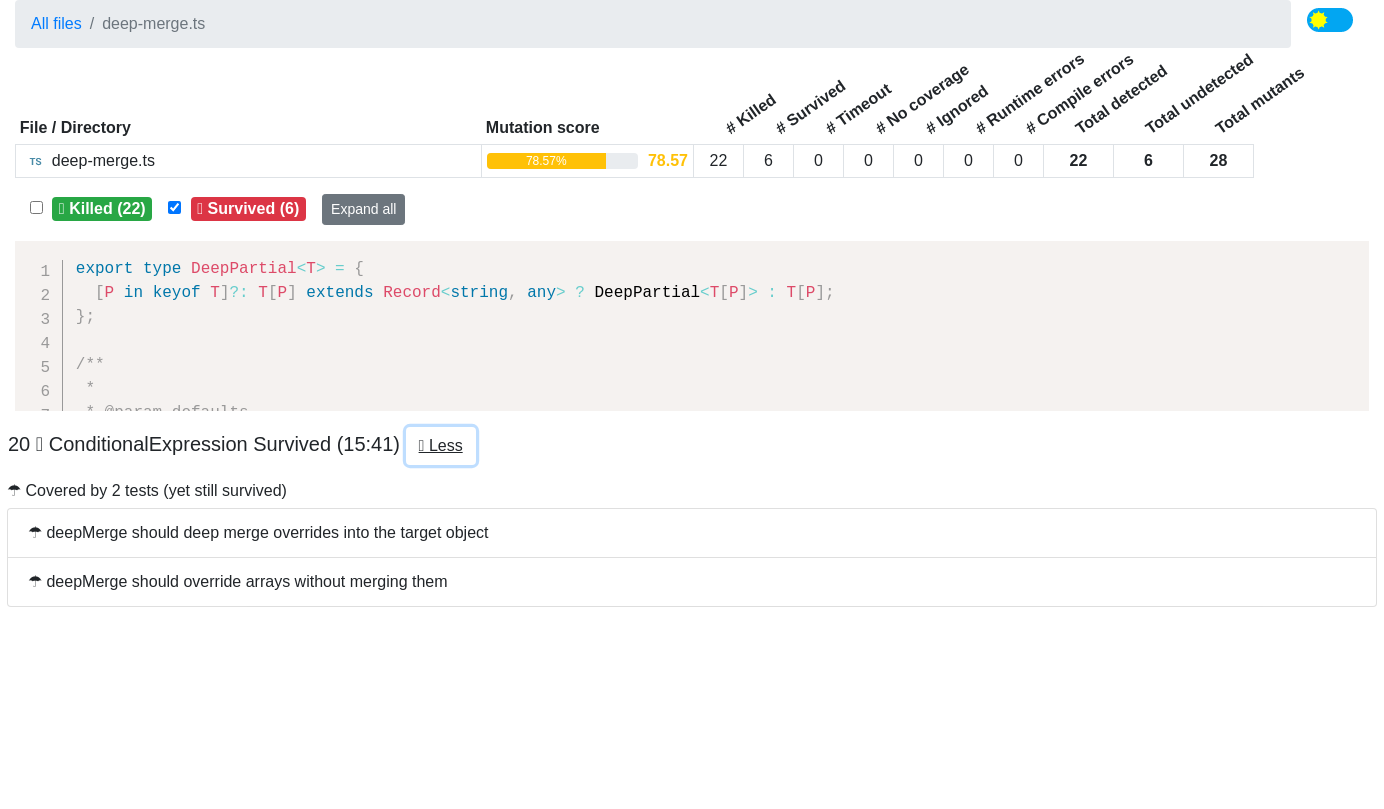 All files / deep-merge.ts
File / Directory Mutation score # Killed # Survived # Timeout # No coverage # Ignored # Runtime errors # Compile errors Total detected Total undetected Total mutants
TS deep-merge.ts 78.57% 78.57 22 6 0 0 0 0 0 22 6 28
Killed (22) Survived (6) Expand all
1 export type DeepPartial<T> = {
2   [P in keyof T]?: T[P] extends Record<string, any> ? DeepPartial<T[P]> : T[P];
3 };
4
5 /**
6  *
7  * @param defaults
20 ConditionalExpression Survived (15:41) Less
☂ Covered by 2 tests (yet still survived)
☂ deepMerge should deep merge overrides into the target object
☂ deepMerge should override arrays without merging them